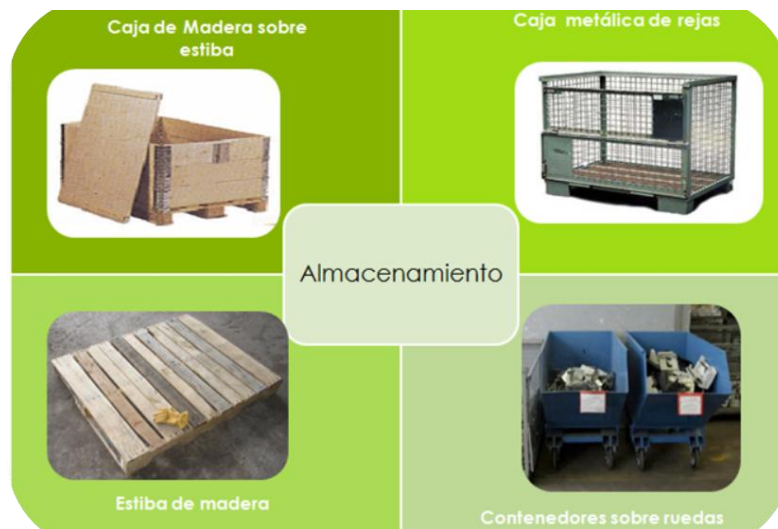 Caja de Madera sobre
estiba
Caja metálica de rejas
Almacenamiento
Estiba de madera
Contenedores sobre ruedas